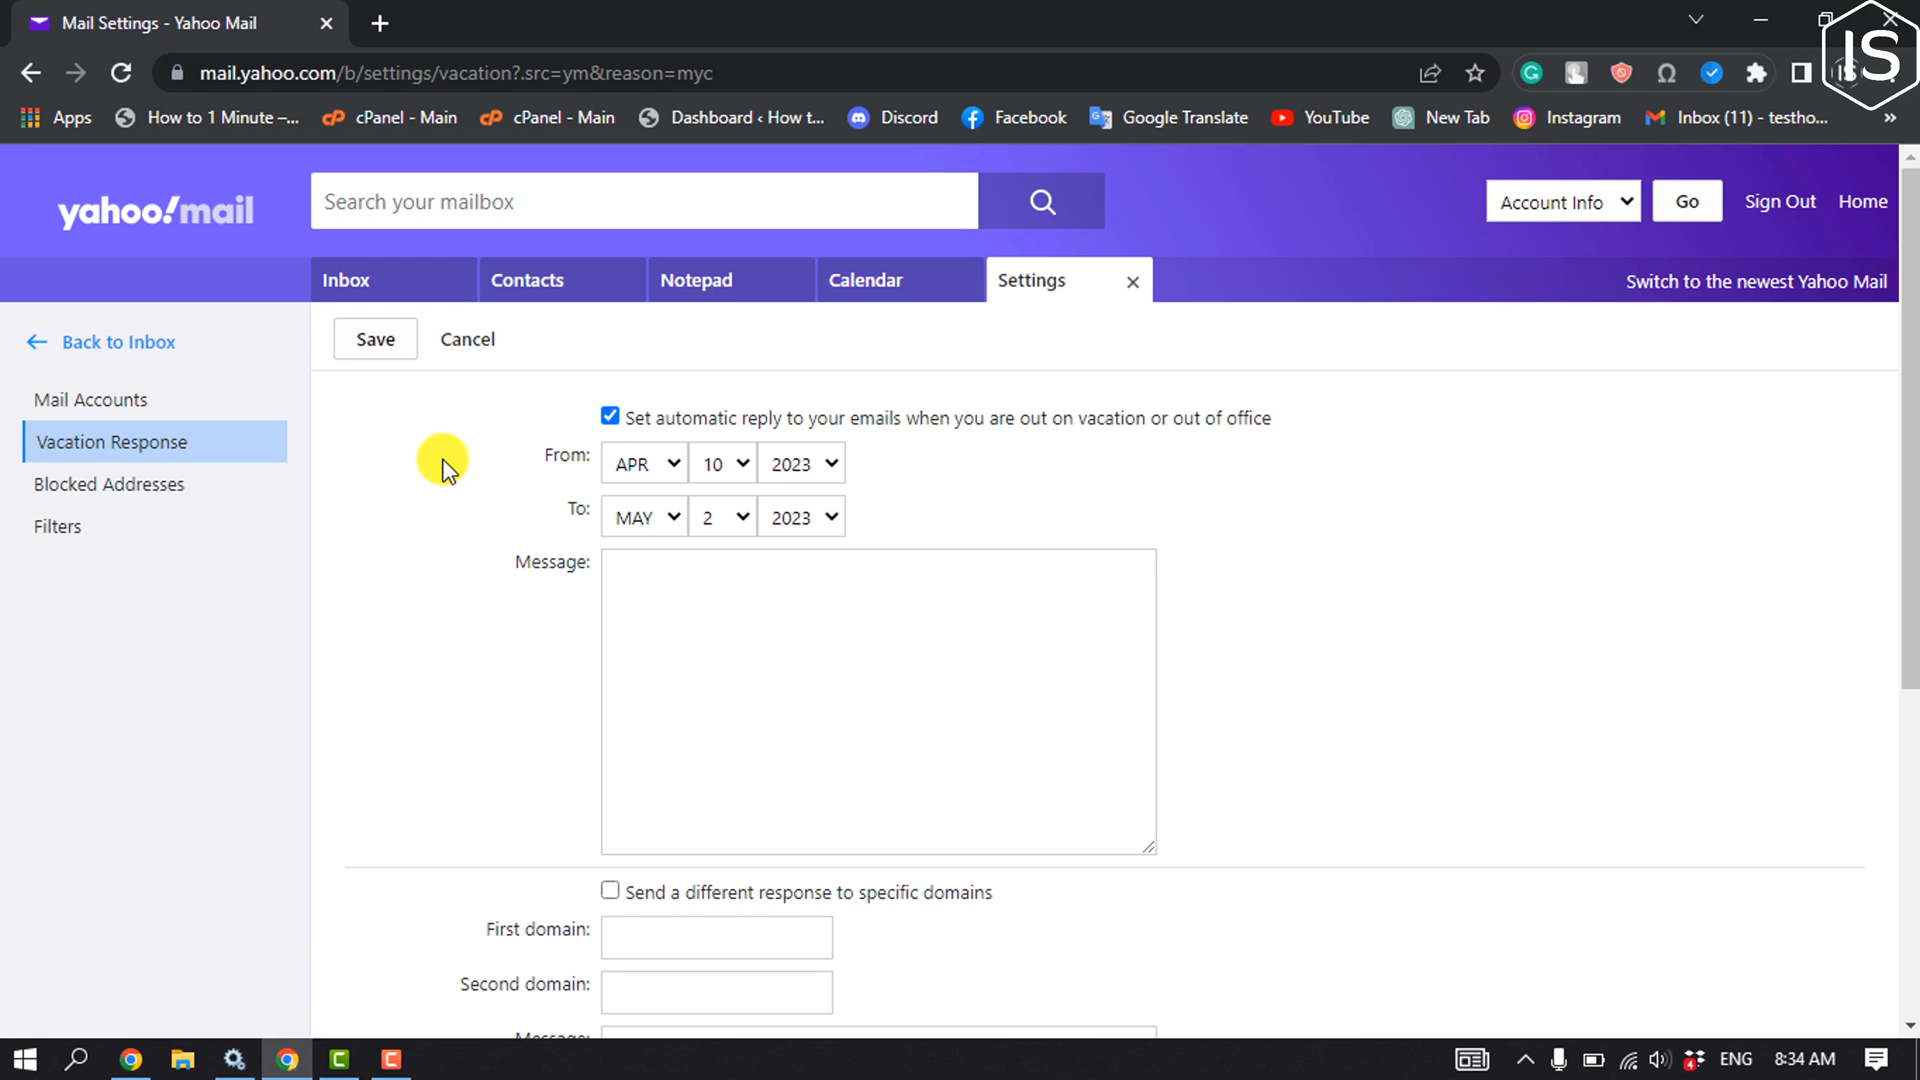 Mail Settings - Yahoo Mail
mail.yahoo.com/b/settings/vacation?.src=ym&reason=myc
IS
Apps How to 1 Minute –... cPanel - Main cPanel - Main Dashboard ‹ How t... Discord Facebook Google Translate YouTube New Tab Instagram Inbox (11) - testho... »
yahoo!mail Search your mailbox Account Info Go Sign Out Home
Inbox Contacts Notepad Calendar Settings Switch to the newest Yahoo Mail
Back to Inbox Save Cancel
Mail Accounts
Vacation Response
Blocked Addresses
Filters
Set automatic reply to your emails when you are out on vacation or out of office
From: APR 10 2023
To: MAY 2 2023
Message:
Send a different response to specific domains
First domain:
Second domain:
4 ENG 8:34 AM